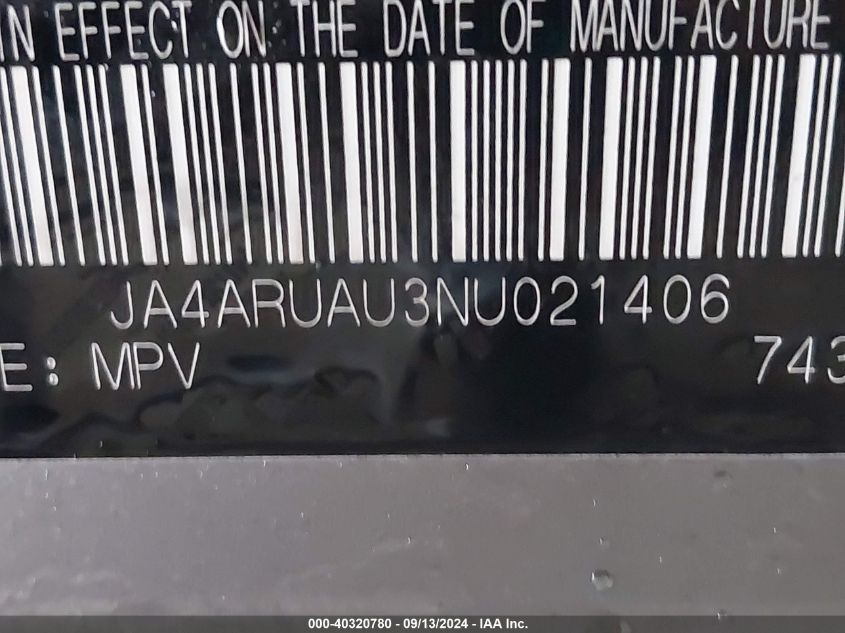 IN EFFECT ON THE DATE OF MANUFACTURE
JA4ARUAU3NU021406
E: MPV 743
000-40320780 - 09/13/2024 - IAA Inc.